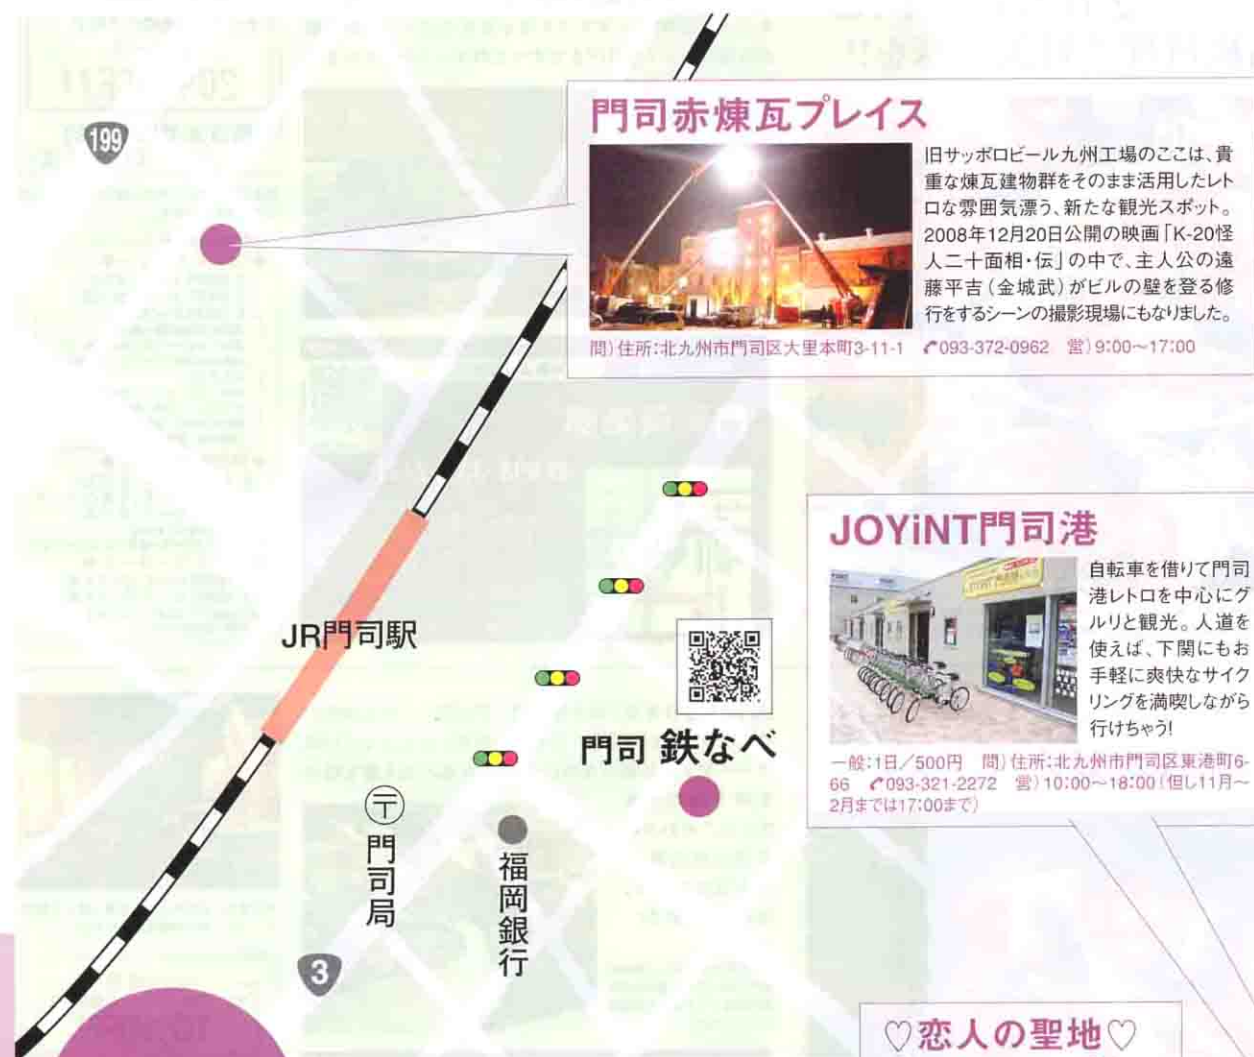 199
門司赤煉瓦プレイス
旧サッポロビール九州工場のここは、貴
重な煉瓦建物群をそのまま活用したレト
ロな雰囲気漂う、新たな観光スポット。
2008年12月20日公開の映画「K-20怪
人二十面相・伝」の中で、主人公の遠
藤平吉(金城武)がビルの壁を登る修
行をするシーンの撮影現場にもなりました。
問)住所:北九州市門司区大里本町3-11-1 093-372-0962 営)9:00〜17:00
JOYiNT門司港
自転車を借りて門司
港レトロを中心にグ
ルリと観光。人道を
使えば、下関にもお
手軽に爽快なサイク
リングを満喫しながら
行けちゃう!
一般:1日/500円 問)住所:北九州市門司区東港町6-
66 093-321-2272 営)10:00〜18:00(但し11月〜
2月までは17:00まで)
JR門司駅
門司 鉄なべ
〒
門司局
福岡銀行
3
♡恋人の聖地♡